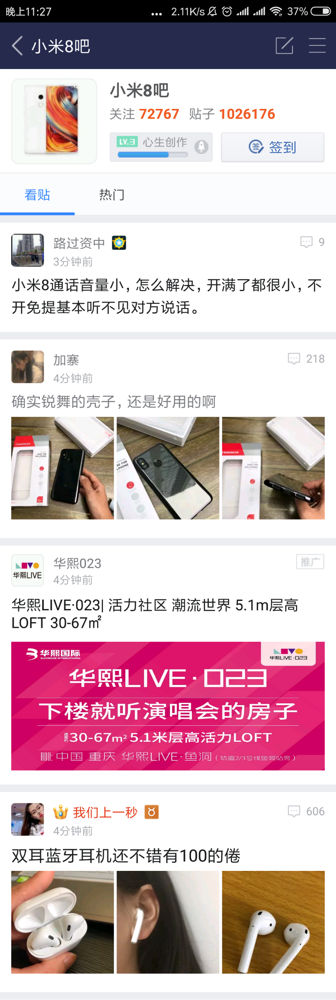 晚上11:27
... 2.11K/s 37%
小米8吧
小米8吧
关注 72767 贴子 1026176
LV.3 心生创作
签 签到
看贴 热门
路过资中
9
3分钟前
小米8通话音量小，怎么解决，开满了都很小，不
开免提基本听不见对方说话。
加寨
218
4分钟前
确实锐舞的壳子，还是好用的啊
CASE FOR
CELLPHONE
华熙LIVE
华熙023
推广
4分钟前
华熙LIVE·023| 活力社区 潮流世界 5.1m层高
LOFT 30-67㎡
华熙国际
BLOOMAGE INTERNATIONAL
华熙LIVE·023
华熙LIVE·023
下楼就听演唱会的房子
建面约30-67m² 5.1米层高活力LOFT
中国 重庆 华熙LIVE·鱼洞（轨道2/3号线鱼洞站旁）
我们上一秒
606
4分钟前
双耳蓝牙耳机还不错有100的倦